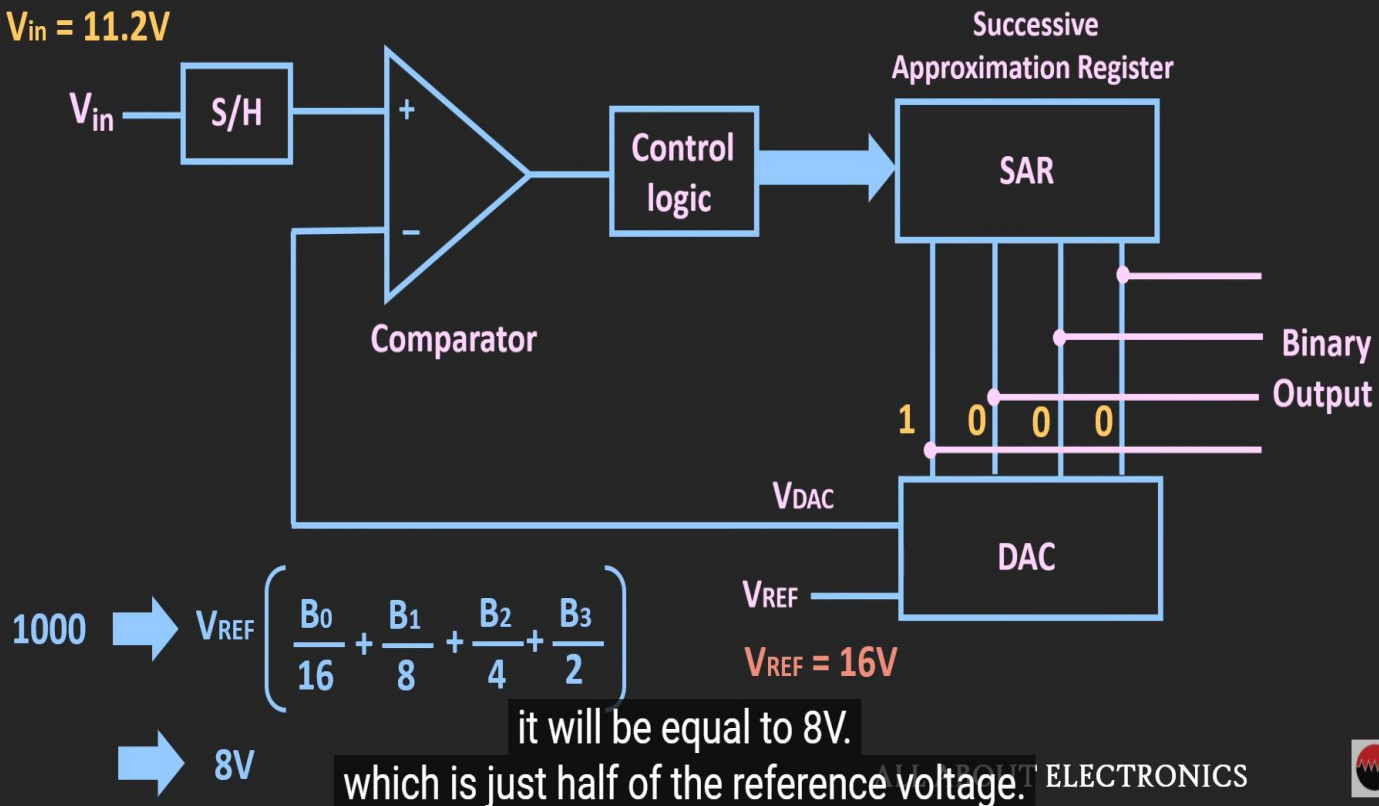 Vin = 11.2V
Successive
Approximation Register
Vin
S/H
+
−
Control
logic
SAR
Comparator
Binary
Output
1 0 0 0
VDAC
DAC
VREF
VREF = 16V
1000 VREF ( B0/16 + B1/8 + B2/4 + B3/2 )
8V
it will be equal to 8V.
which is just half of the reference voltage.
ALL ABOUT ELECTRONICS